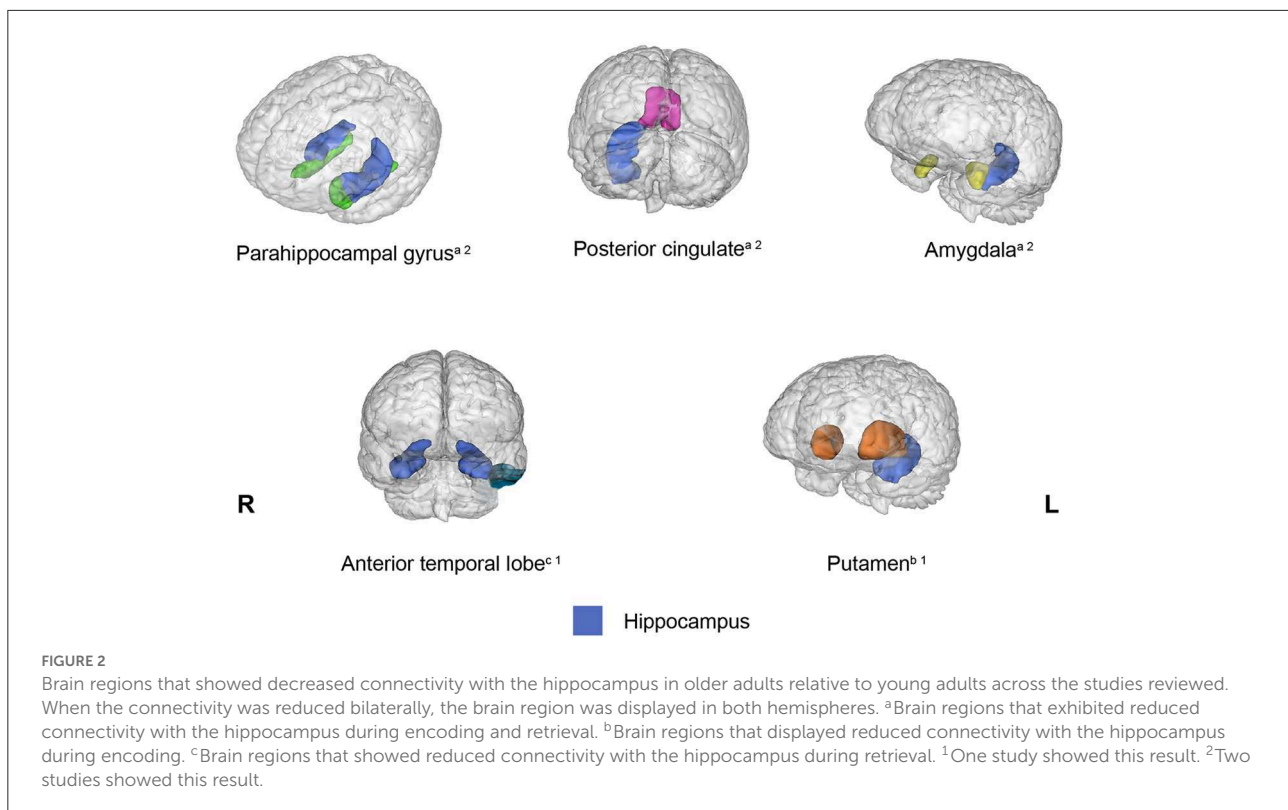 Parahippocampal gyrusᵃ ²
Posterior cingulateᵃ ²
Amygdalaᵃ ²
R
L
Anterior temporal lobeᶜ ¹
Putamenᵇ ¹
Hippocampus
FIGURE 2
Brain regions that showed decreased connectivity with the hippocampus in older adults relative to young adults across the studies reviewed.
When the connectivity was reduced bilaterally, the brain region was displayed in both hemispheres. ᵃBrain regions that exhibited reduced
connectivity with the hippocampus during encoding and retrieval. ᵇBrain regions that displayed reduced connectivity with the hippocampus
during encoding. ᶜBrain regions that showed reduced connectivity with the hippocampus during retrieval. ¹One study showed this result. ²Two
studies showed this result.